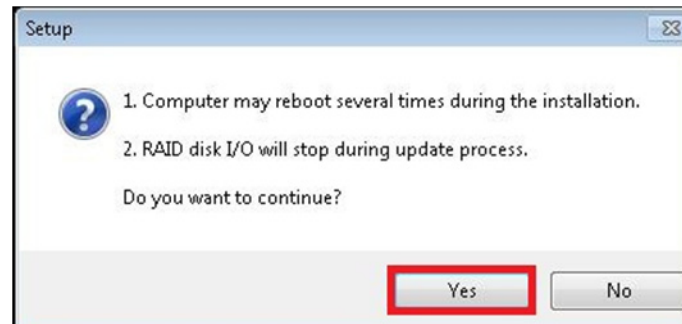 Setup
1. Computer may reboot several times during the installation.
2. RAID disk I/O will stop during update process.
Do you want to continue?
Yes No